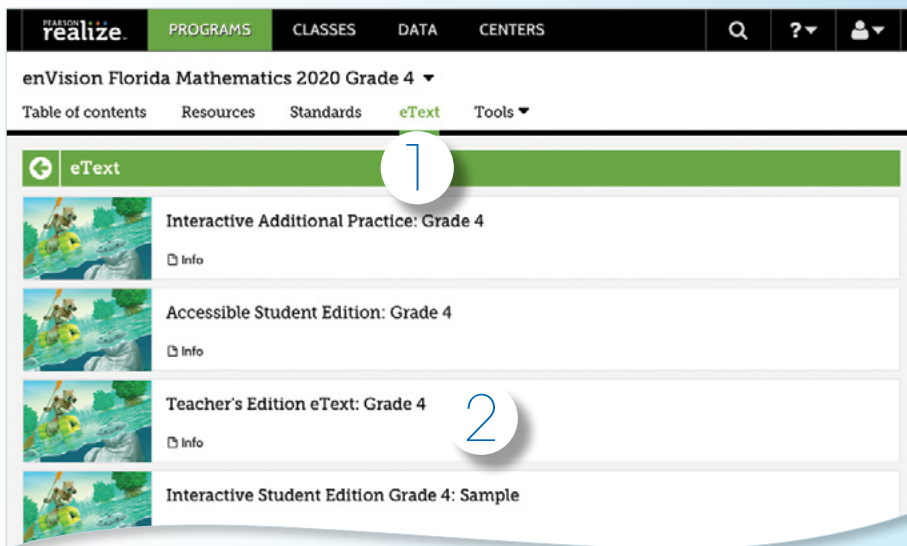 PEARSON
realize. PROGRAMS CLASSES DATA CENTERS ?
enVision Florida Mathematics 2020 Grade 4
Table of contents Resources Standards eText Tools
1
eText
Interactive Additional Practice: Grade 4
Info
Accessible Student Edition: Grade 4
Info
Teacher's Edition eText: Grade 4
2
Info
Interactive Student Edition Grade 4: Sample